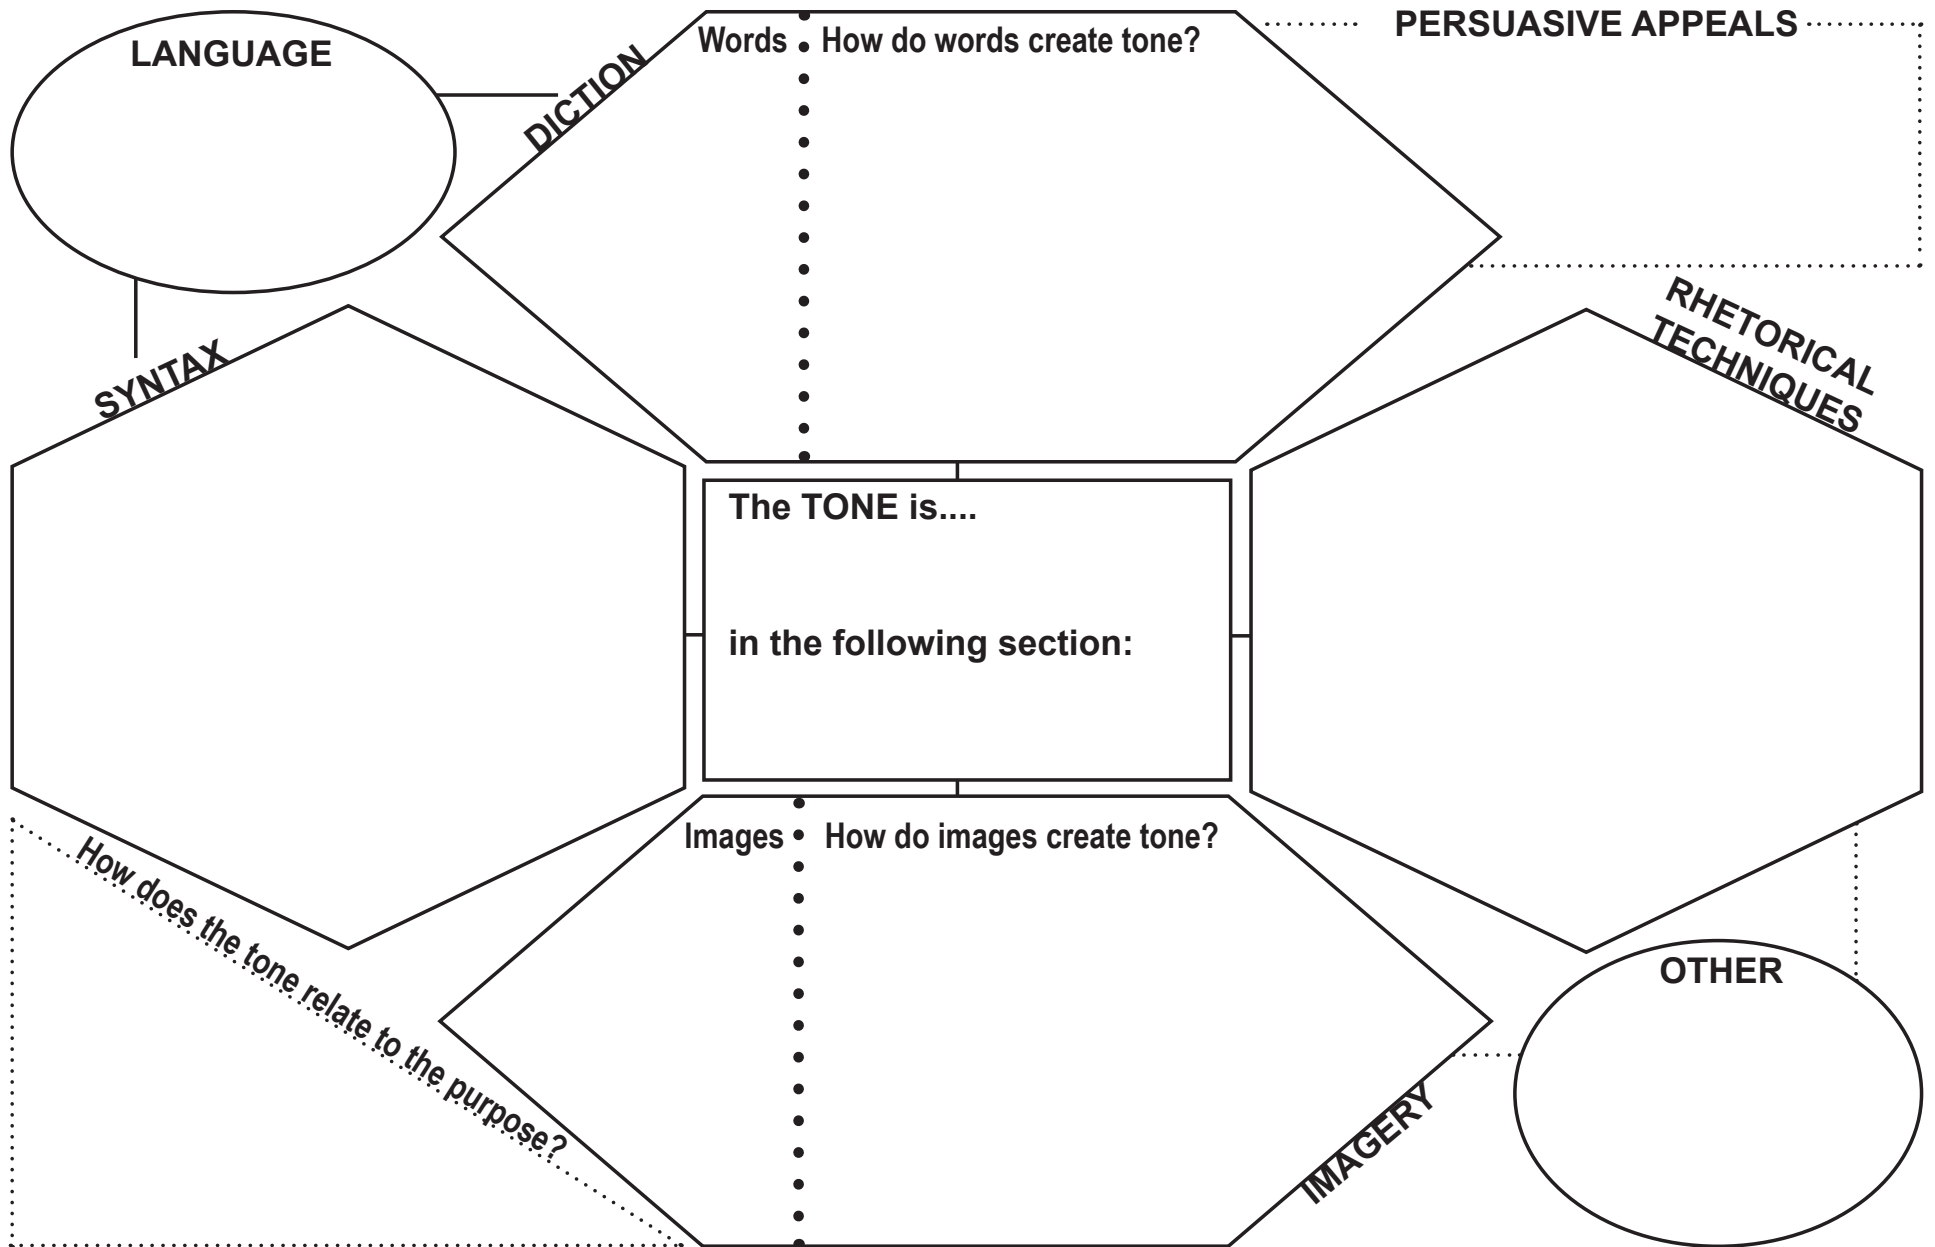 LANGUAGE
DICTION
Words
How do words create tone?
PERSUASIVE APPEALS
SYNTAX
RHETORICAL
TECHNIQUES
The TONE is....
in the following section:
How does the tone relate to the purpose?
Images
How do images create tone?
IMAGERY
OTHER